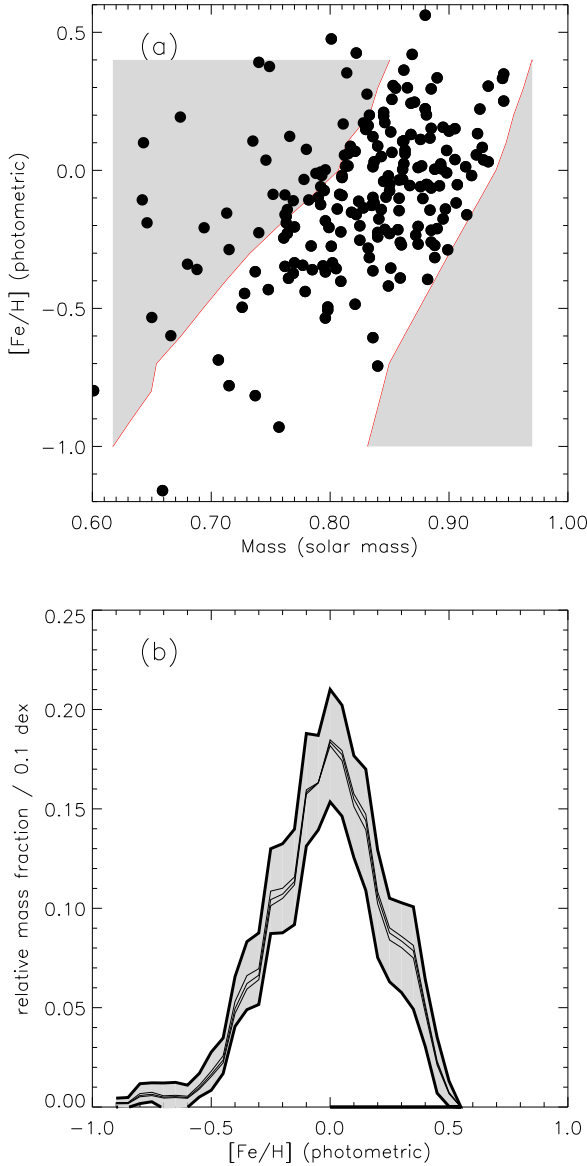 (a)
0.5
0.0
−0.5
−1.0
[Fe/H] (photometric)
0.60 0.70 0.80 0.90 1.00
Mass (solar mass)
(b)
0.25
0.20
0.15
0.10
0.05
0.00
relative mass fraction / 0.1 dex
−1.0 −0.5 0.0 0.5 1.0
[Fe/H] (photometric)